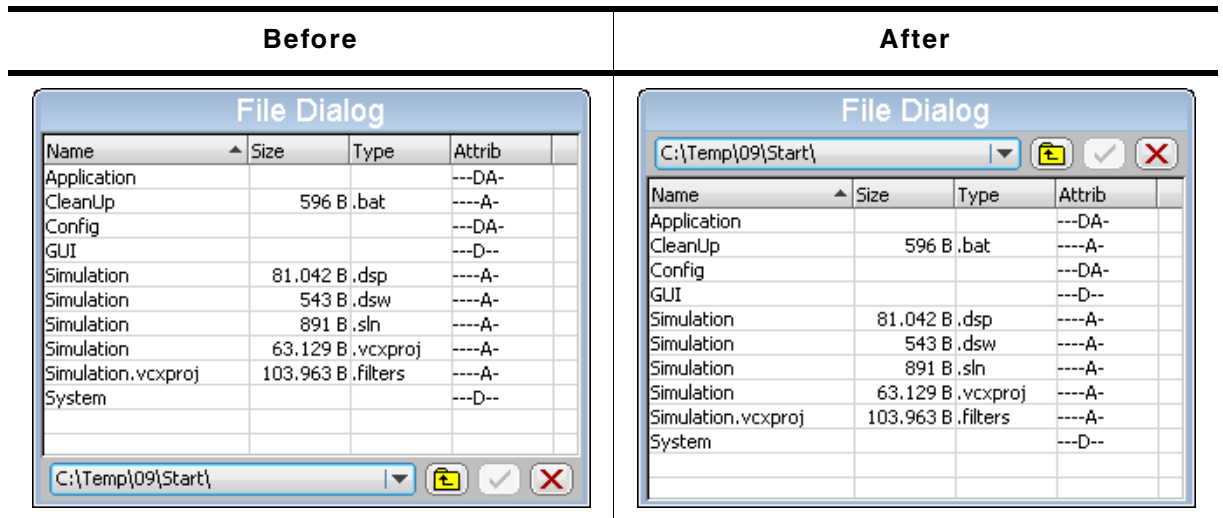 Before
After
File Dialog
Name Size Type Attrib
Application ---DA-
CleanUp 596 B .bat ----A-
Config ---DA-
GUI ---D--
Simulation 81.042 B .dsp ----A-
Simulation 543 B .dsw ----A-
Simulation 891 B .sln ----A-
Simulation 63.129 B .vcxproj ----A-
Simulation.vcxproj 103.963 B .filters ----A-
System ---D--
C:\Temp\09\Start\
File Dialog
C:\Temp\09\Start\
Name Size Type Attrib
Application ---DA-
CleanUp 596 B .bat ----A-
Config ---DA-
GUI ---D--
Simulation 81.042 B .dsp ----A-
Simulation 543 B .dsw ----A-
Simulation 891 B .sln ----A-
Simulation 63.129 B .vcxproj ----A-
Simulation.vcxproj 103.963 B .filters ----A-
System ---D--